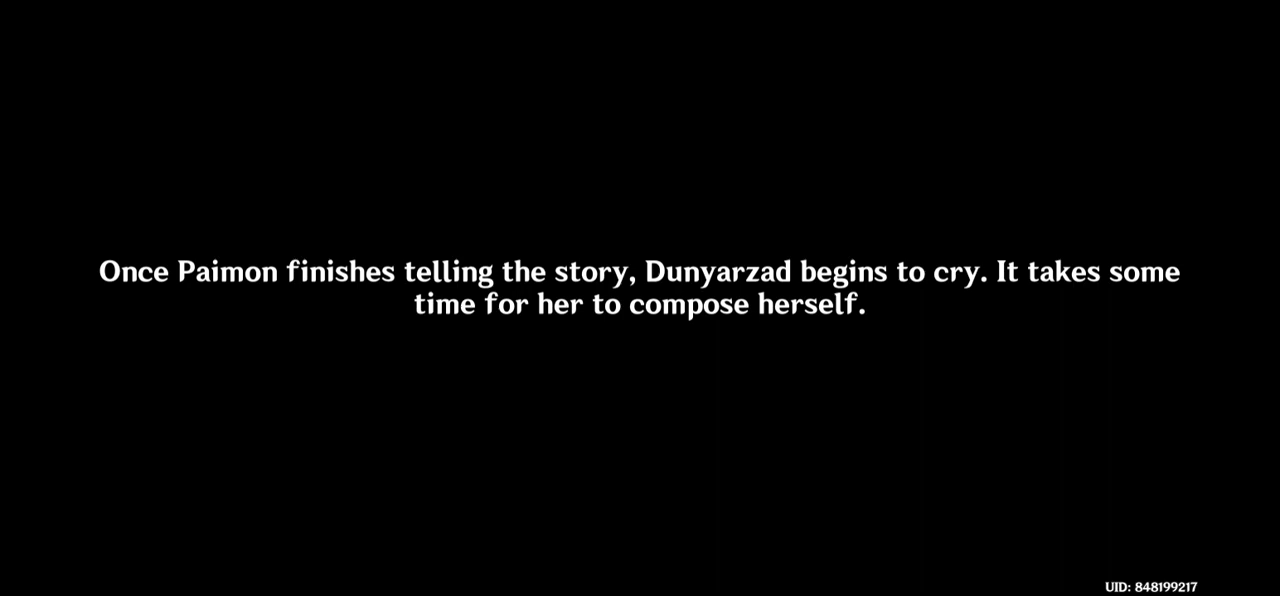 Once Paimon finishes telling the story, Dunyarzad begins to cry. It takes some
time for her to compose herself.
UID: 848199217